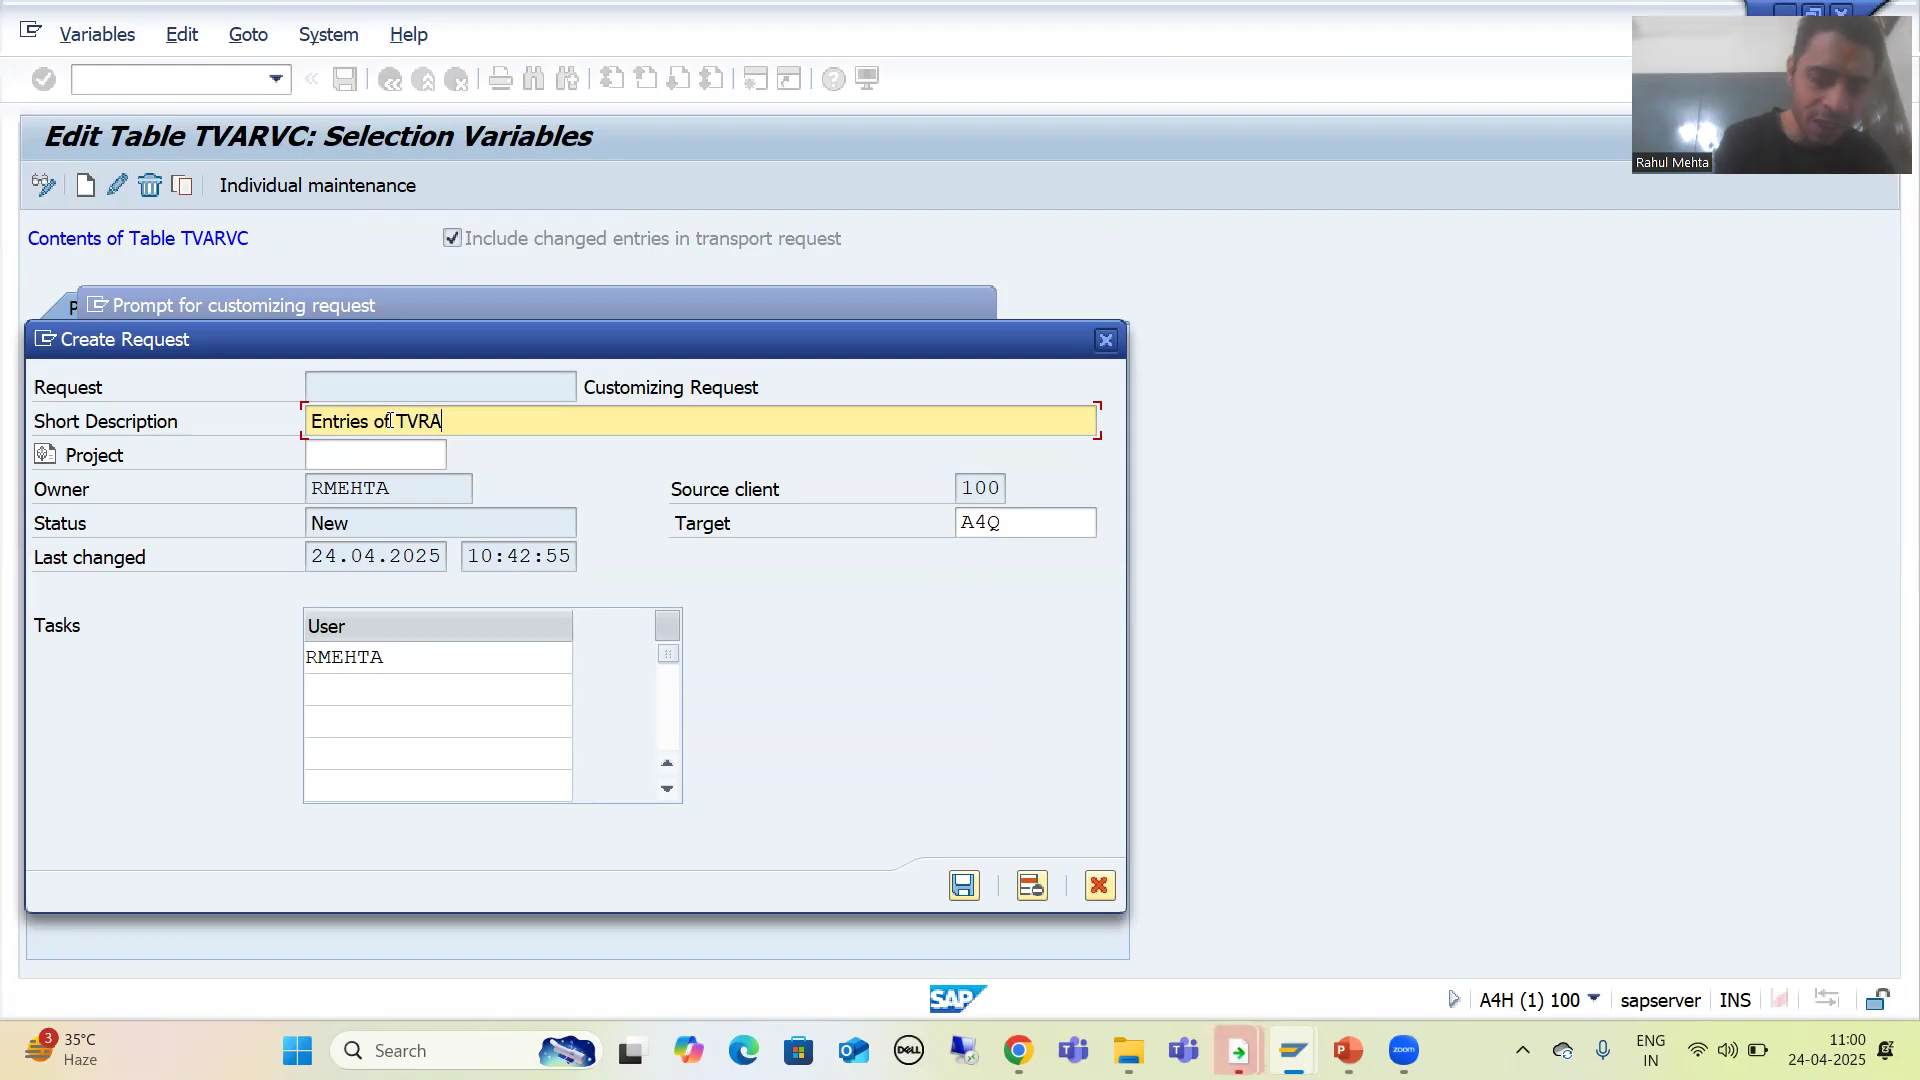 Variables Edit Goto System Help
Rahul Mehta
Edit Table TVARVC: Selection Variables
Individual maintenance
Contents of Table TVARVC
Include changed entries in transport request
P
Prompt for customizing request
Create Request
Request Customizing Request
Short Description Entries of TVRA
Project
Owner RMEHTA Source client 100
Status New Target A4Q
Last changed 24.04.2025 10:42:55
Tasks User
RMEHTA
SAP A4H (1) 100 sapserver INS
3 35°C
Haze
Search
DELL
zoom
ENG
IN
11:00
24-04-2025